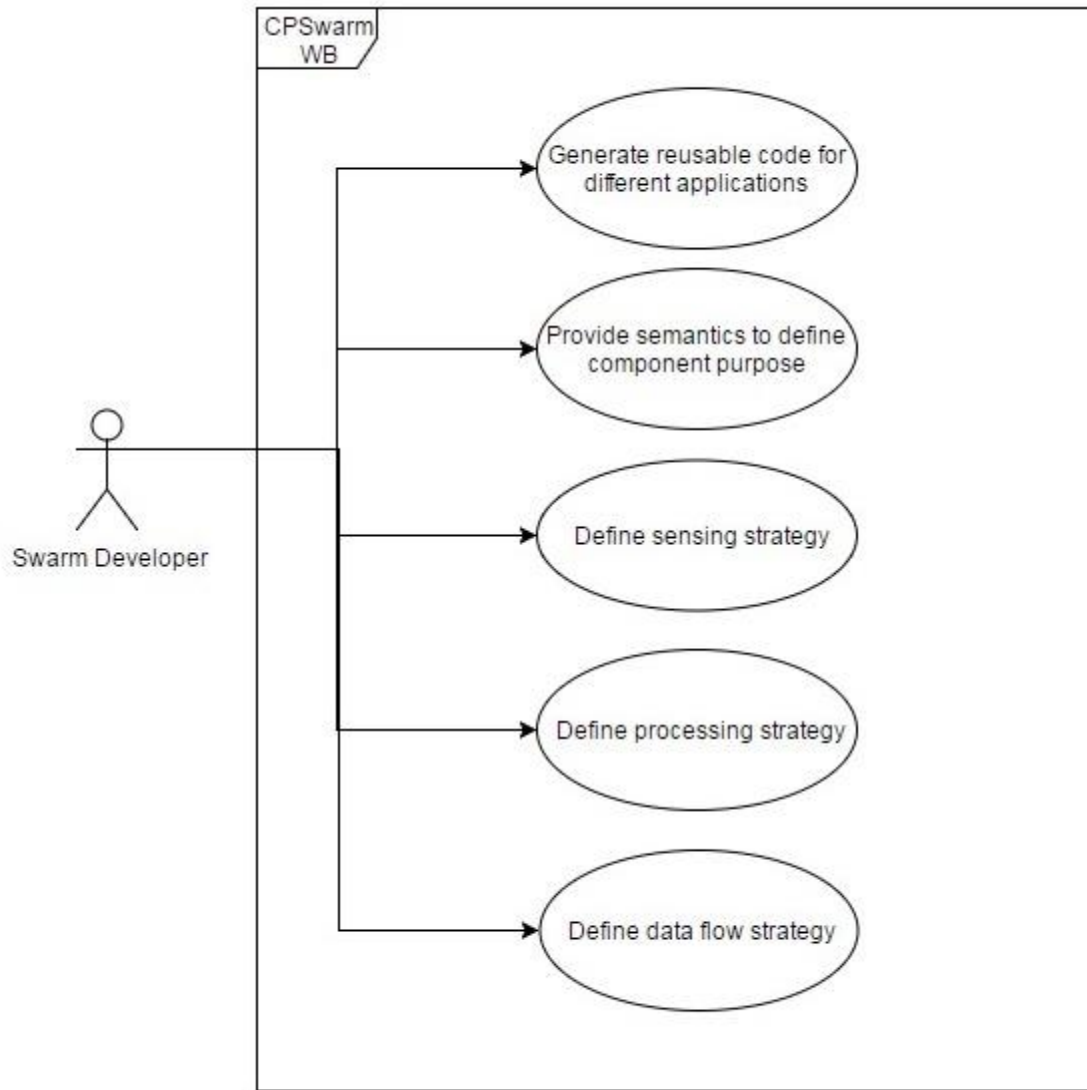 CPSwarm
WB
Generate reusable code for
different applications
Provide semantics to define
component purpose
Define sensing strategy
Swarm Developer
Define processing strategy
Define data flow strategy